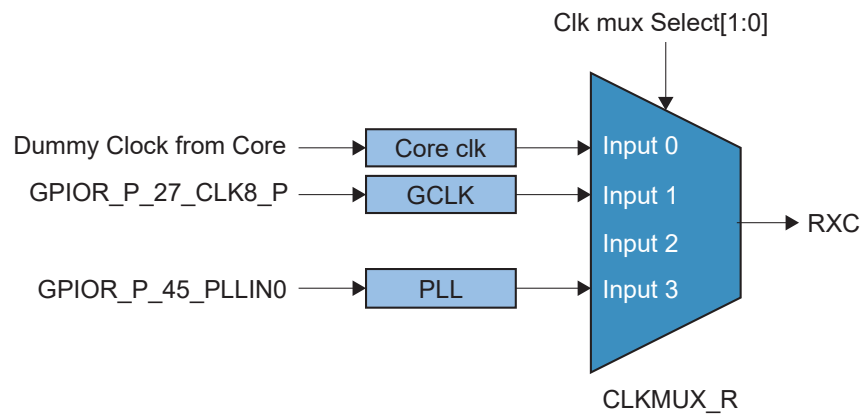 Clk mux Select[1:0]
Dummy Clock from Core
Core clk
Input 0
GPIOR_P_27_CLK8_P
GCLK
Input 1
Input 2
RXC
GPIOR_P_45_PLLIN0
PLL
Input 3
CLKMUX_R